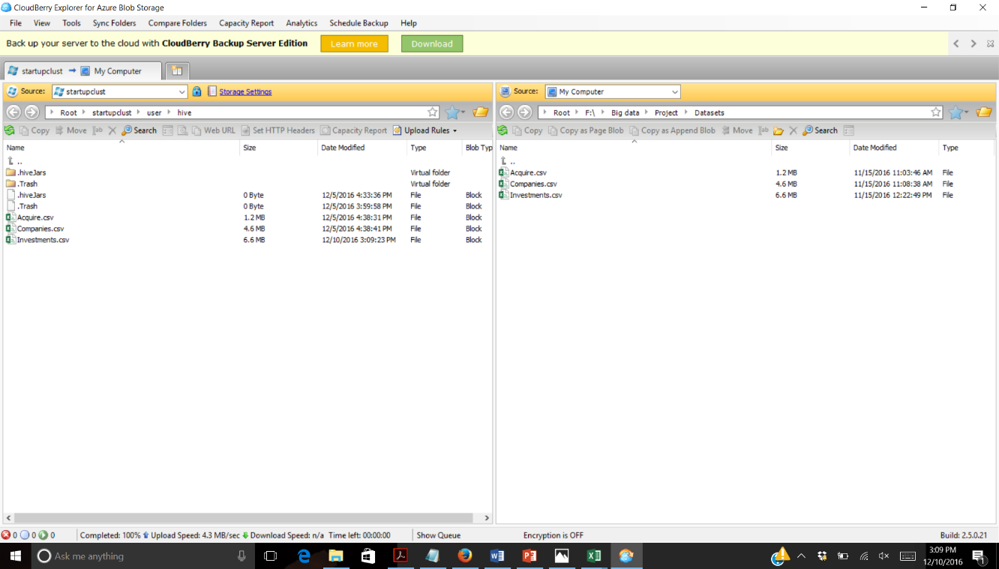 CloudBerry Explorer for Azure Blob Storage
File View Tools Sync Folders Compare Folders Capacity Report Analytics Schedule Backup Help
Back up your server to the cloud with CloudBerry Backup Server Edition Learn more Download
startupclust My Computer
Source: startupclust Storage Settings
Root startupclust user hive
Copy Move Search Web URL Set HTTP Headers Capacity Report Upload Rules
Name Size Date Modified Type Blob Typ
..
.hiveJars Virtual folder
.Trash Virtual folder
.hiveJars 0 Byte 12/5/2016 4:33:36 PM File Block
.Trash 0 Byte 12/5/2016 3:59:58 PM File Block
Acquire.csv 1.2 MB 12/5/2016 4:38:31 PM File Block
Companies.csv 4.6 MB 12/5/2016 4:38:41 PM File Block
Investments.csv 6.6 MB 12/10/2016 3:09:23 PM File Block
Source: My Computer
Root F:\ Big data Project Datasets
Copy Copy as Page Blob Copy as Append Blob Move Search
Name Size Date Modified Type
..
Acquire.csv 1.2 MB 11/15/2016 11:03:46 AM File
Companies.csv 4.6 MB 11/15/2016 11:08:38 AM File
Investments.csv 6.6 MB 11/15/2016 12:22:49 PM File
0 0 0 Completed: 100% Upload Speed: 4.3 MB/sec Download Speed: n/a Time left: 00:00:00 Show Queue Encryption is OFF Build: 2.5.0.21
Ask me anything
3:09 PM
12/10/2016
1